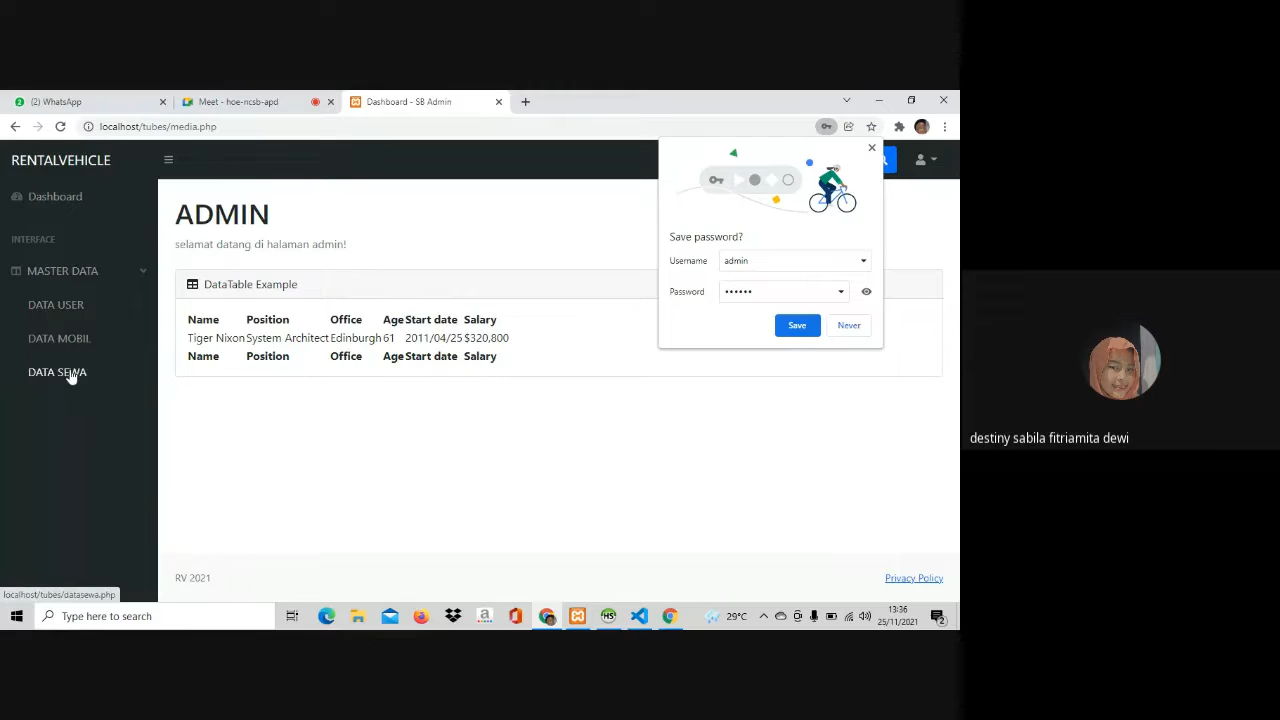 (2) WhatsApp
Meet - hoe-ncsb-apd
Dashboard - SB Admin
localhost/tubes/media.php
RENTALVEHICLE
Dashboard
INTERFACE
MASTER DATA
DATA USER
DATA MOBIL
DATA SEWA
ADMIN
selamat datang di halaman admin!
DataTable Example
Name Position Office Age Start date Salary
Tiger Nixon System Architect Edinburgh 61 2011/04/25 $320,800
Name Position Office Age Start date Salary
Save password?
Username admin
Password ••••••
Save Never
destiny sabila fitriamita dewi
RV 2021
Privacy Policy
localhost/tubes/datasewa.php
Type here to search
29°C
13:36
25/11/2021
2